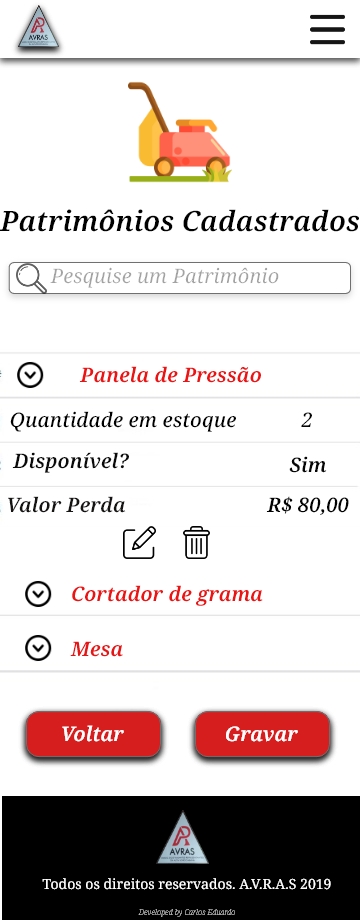 AVRAS
Patrimônios Cadastrados
Pesquise um Patrimônio
Panela de Pressão
Quantidade em estoque 2
Disponível? Sim
Valor Perda R$ 80,00
Cortador de grama
Mesa
Voltar Gravar
AVRAS
Todos os direitos reservados. A.V.R.A.S 2019
Developed by Carlos Eduardo